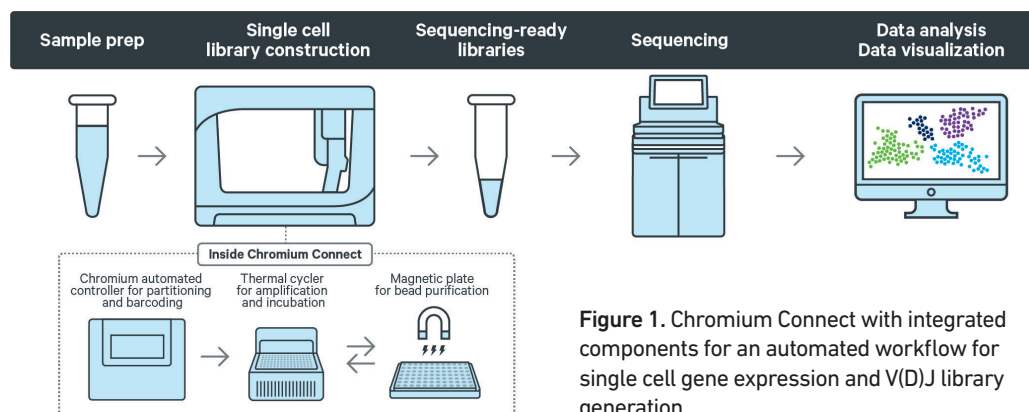 Sample prep
Single cell
library construction
Sequencing-ready
libraries
Sequencing
Data analysis
Data visualization
Inside Chromium Connect
Chromium automated
controller for partitioning
and barcoding
Thermal cycler
for amplification
and incubation
Magnetic plate
for bead purification
Figure 1. Chromium Connect with integrated
components for an automated workflow for
single cell gene expression and V(D)J library
generation